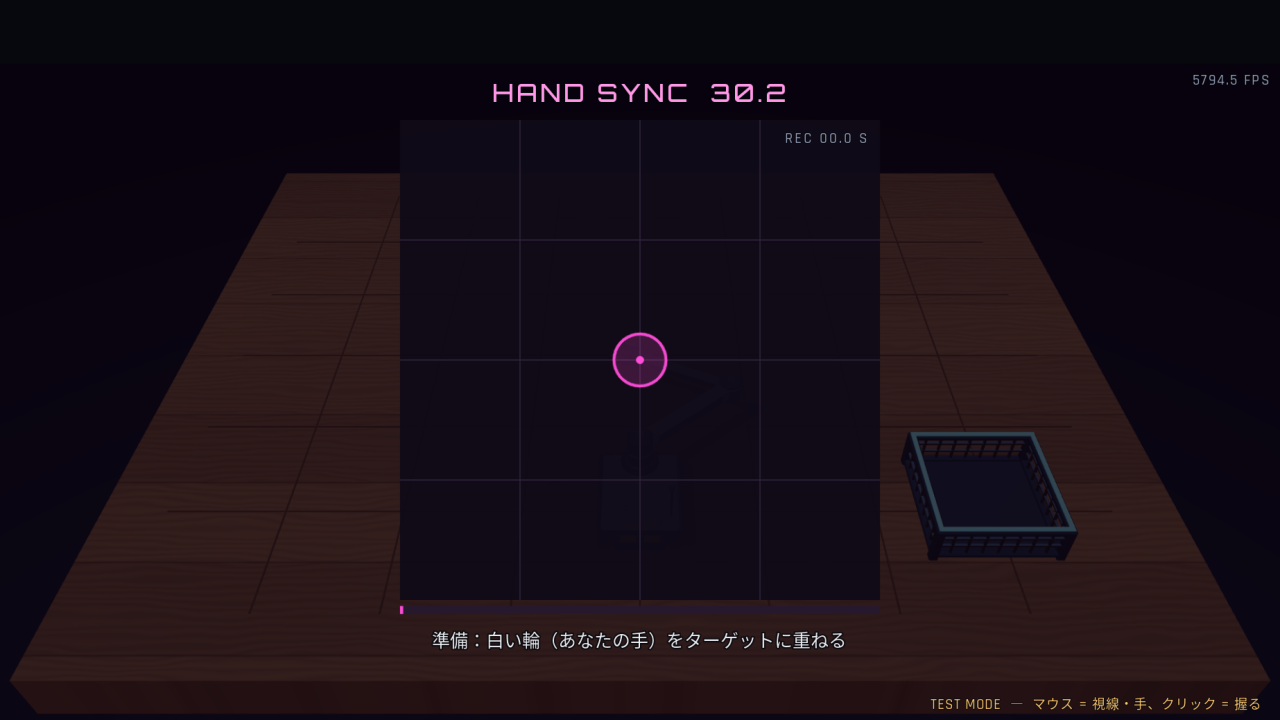 5794.5 FPS
HAND SYNC 30.2
REC 00.0 S
準備：白い輪（あなたの手）をターゲットに重ねる
TEST MODE — マウス = 視線・手、クリック = 握る